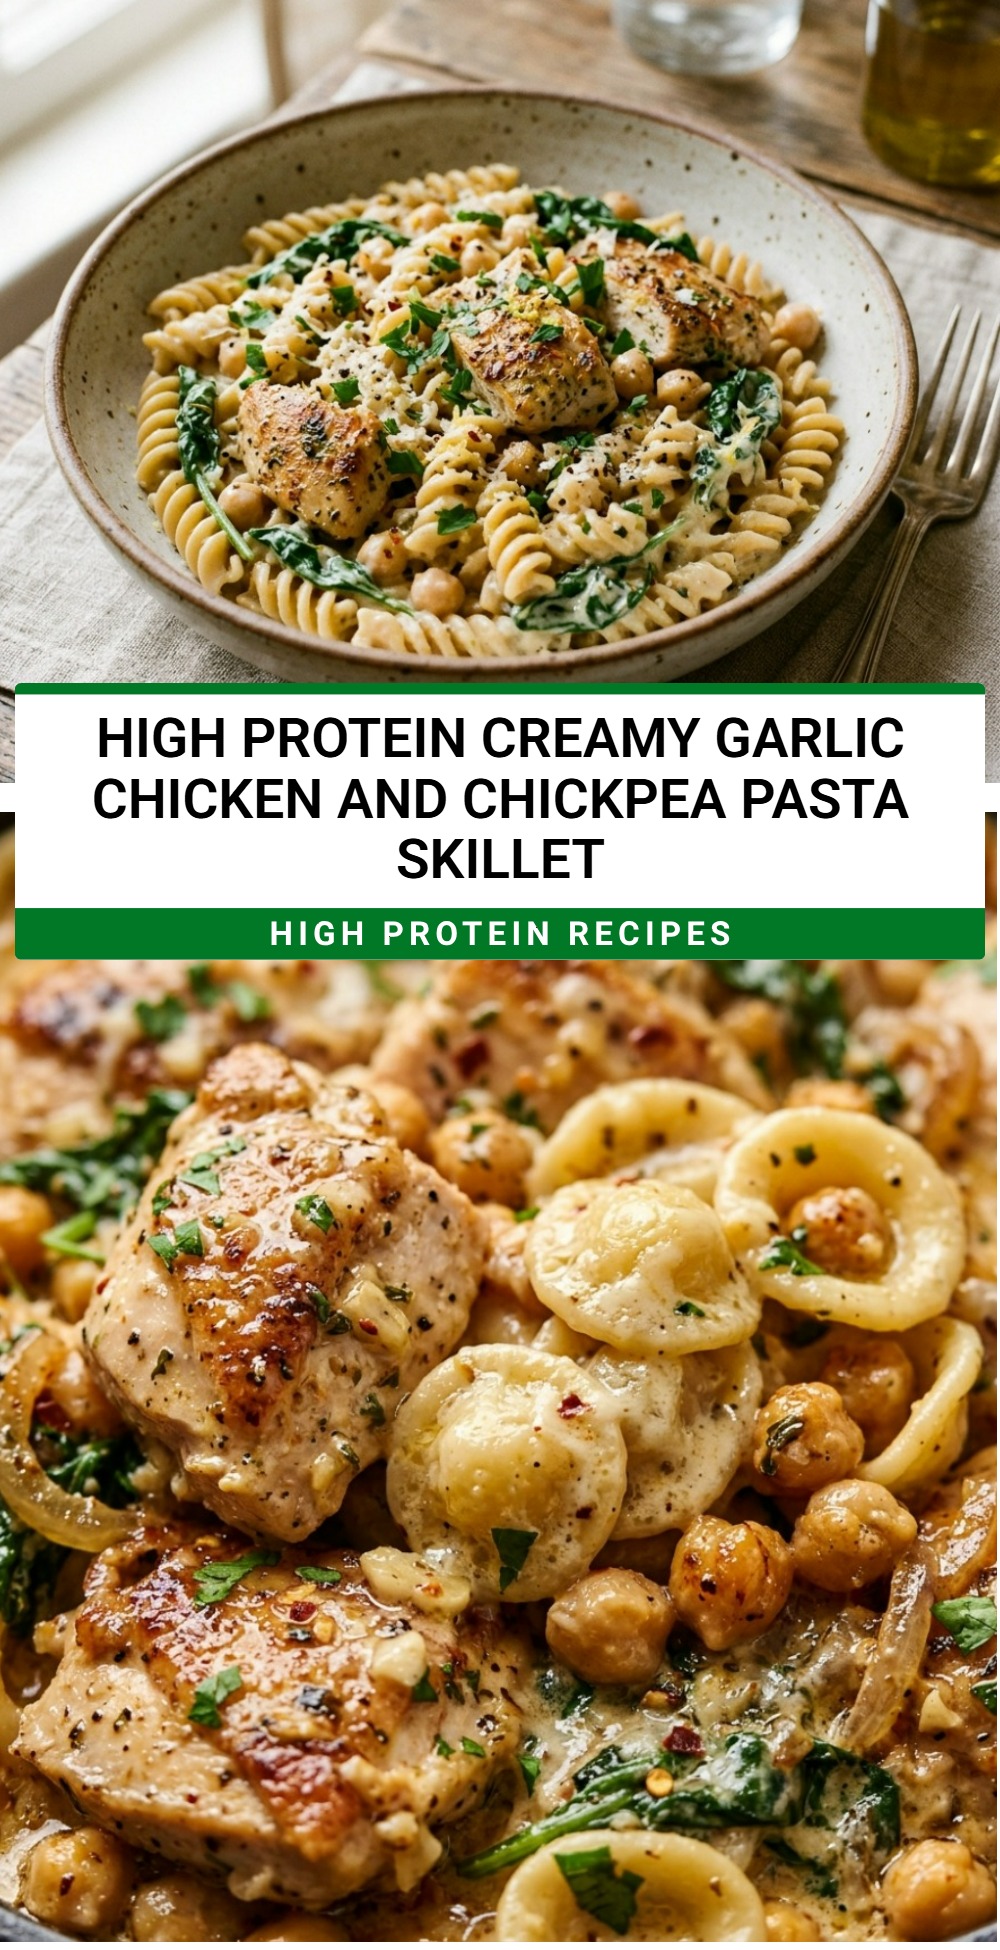 HIGH PROTEIN CREAMY GARLIC
CHICKEN AND CHICKPEA PASTA
SKILLET
HIGH PROTEIN RECIPES